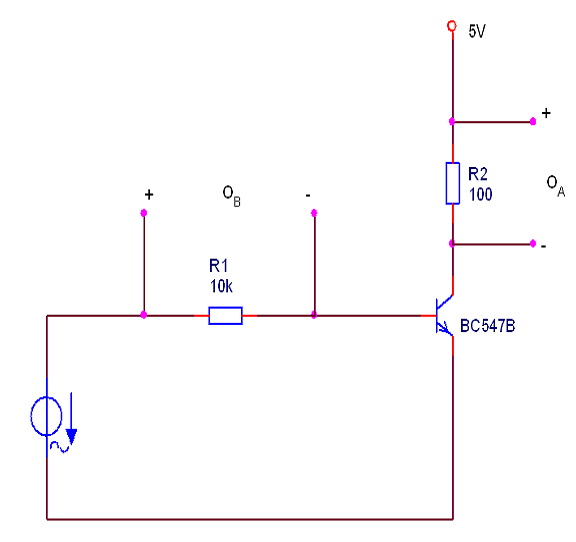 5V
+
R2
100
O_A
-
+
O_B
-
R1
10k
BC547B